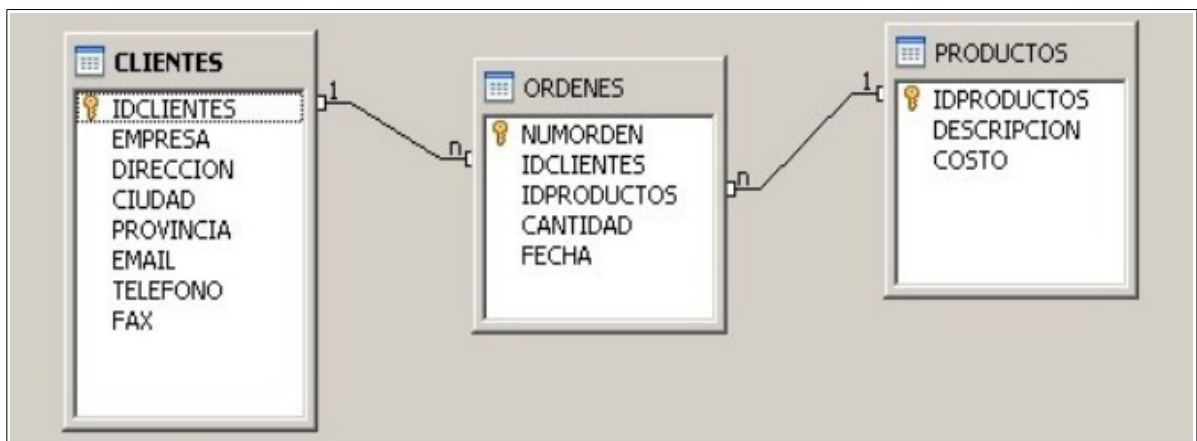 CLIENTES
IDCLIENTES
EMPRESA
DIRECCION
CIUDAD
PROVINCIA
EMAIL
TELEFONO
FAX
1
n
ORDENES
NUMORDEN
IDCLIENTES
IDPRODUCTOS
CANTIDAD
FECHA
n
1
PRODUCTOS
IDPRODUCTOS
DESCRIPCION
COSTO